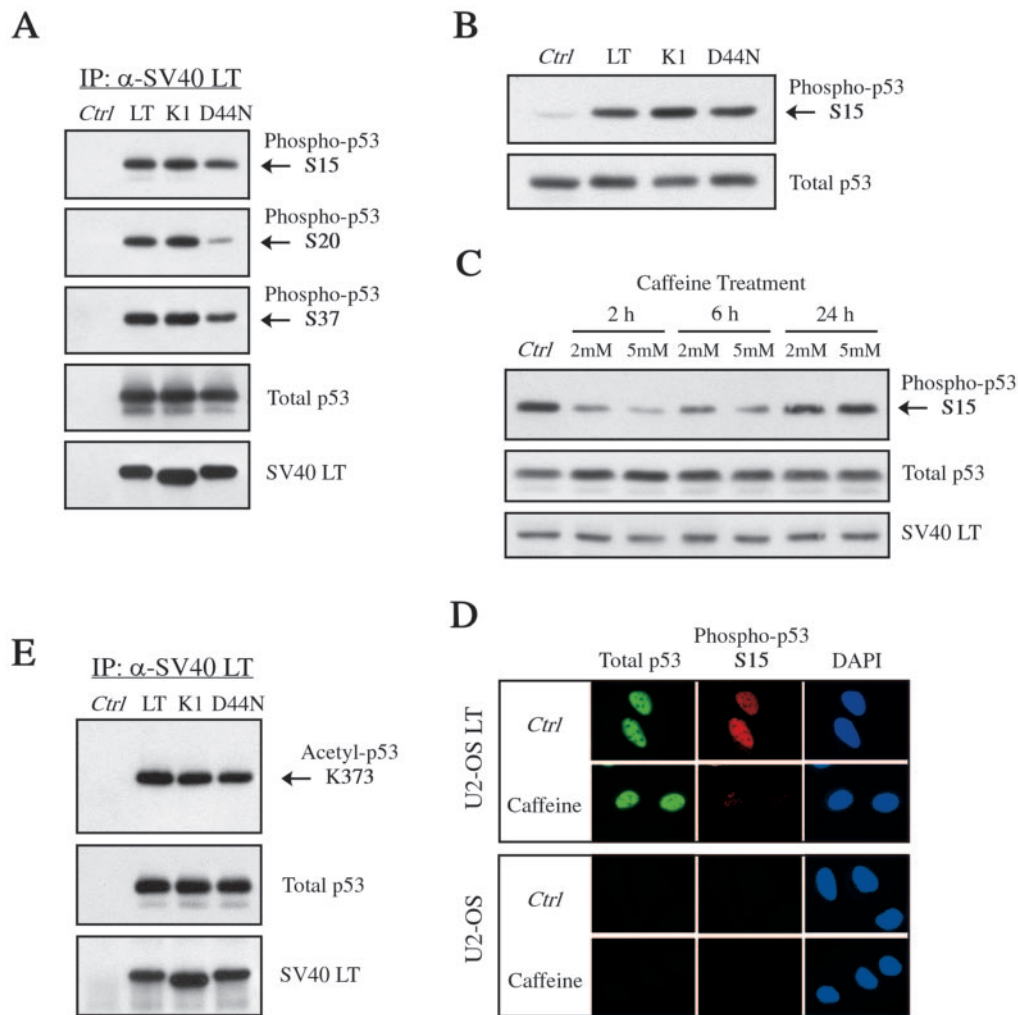 A
IP: α-SV40 LT
Ctrl LT K1 D44N
Phospho-p53
S15
Phospho-p53
S20
Phospho-p53
S37
Total p53
SV40 LT
B
Ctrl LT K1 D44N
Phospho-p53
S15
Total p53
C
Caffeine Treatment
2 h 6 h 24 h
Ctrl 2mM 5mM 2mM 5mM 2mM 5mM
Phospho-p53
S15
Total p53
SV40 LT
D
Phospho-p53
Total p53 S15 DAPI
U2-OS LT
Ctrl
Caffeine
U2-OS
Ctrl
Caffeine
E
IP: α-SV40 LT
Ctrl LT K1 D44N
Acetyl-p53
K373
Total p53
SV40 LT